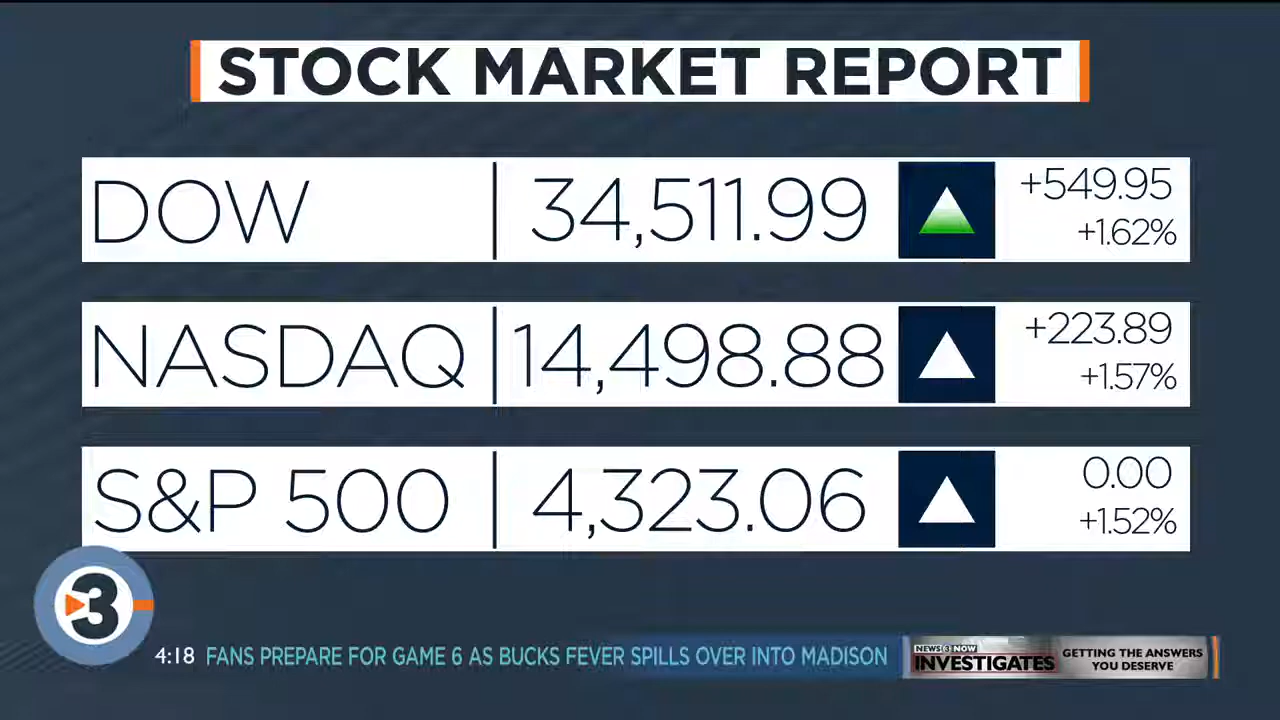 STOCK MARKET REPORT
DOW 34,511.99 +549.95
+1.62%
NASDAQ 14,498.88 +223.89
+1.57%
S&P 500 4,323.06 0.00
+1.52%
3
4:18 FANS PREPARE FOR GAME 6 AS BUCKS FEVER SPILLS OVER INTO MADISON
NEWS 3 NOW
INVESTIGATES
GETTING THE ANSWERS
YOU DESERVE